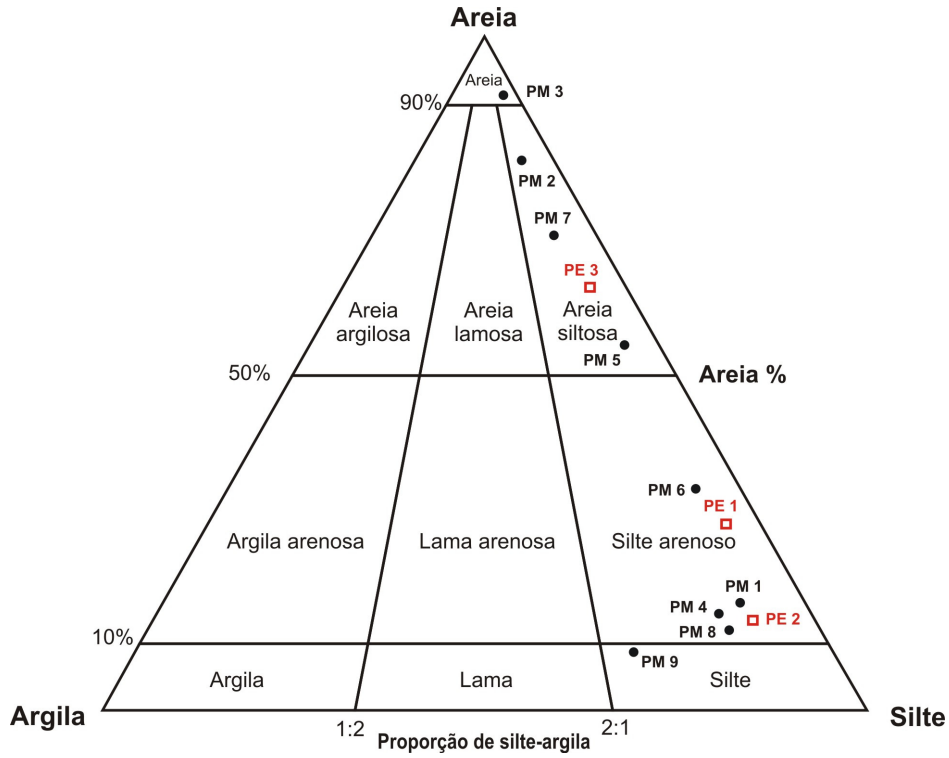 Areia
Areia
PM 3
90%
PM 2
PM 7
PE 3
Areia
argilosa
Areia
lamosa
Areia
siltosa
PM 5
50%
Areia %
PM 6
PE 1
Argila arenosa
Lama arenosa
Silte arenoso
PM 1
PM 4
PE 2
PM 8
10%
PM 9
Argila
Lama
Silte
Argila
Silte
1:2
2:1
Proporção de silte-argila